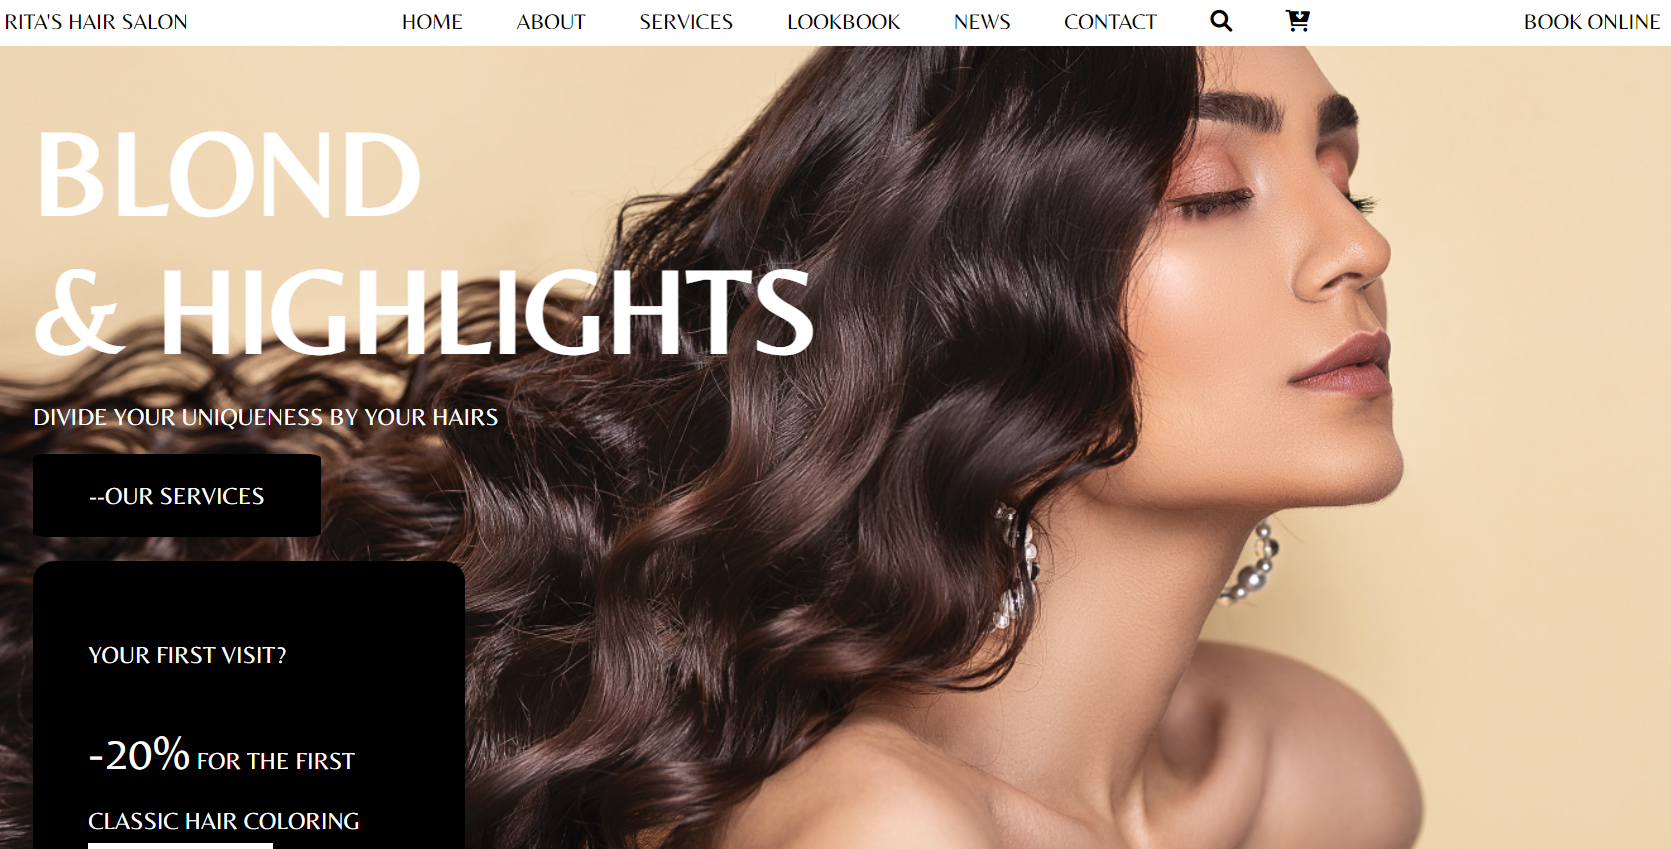 RITA'S HAIR SALON HOME ABOUT SERVICES LOOKBOOK NEWS CONTACT BOOK ONLINE
BLOND
& HIGHLIGHTS
DIVIDE YOUR UNIQUENESS BY YOUR HAIRS
--OUR SERVICES
YOUR FIRST VISIT?
-20% FOR THE FIRST
CLASSIC HAIR COLORING